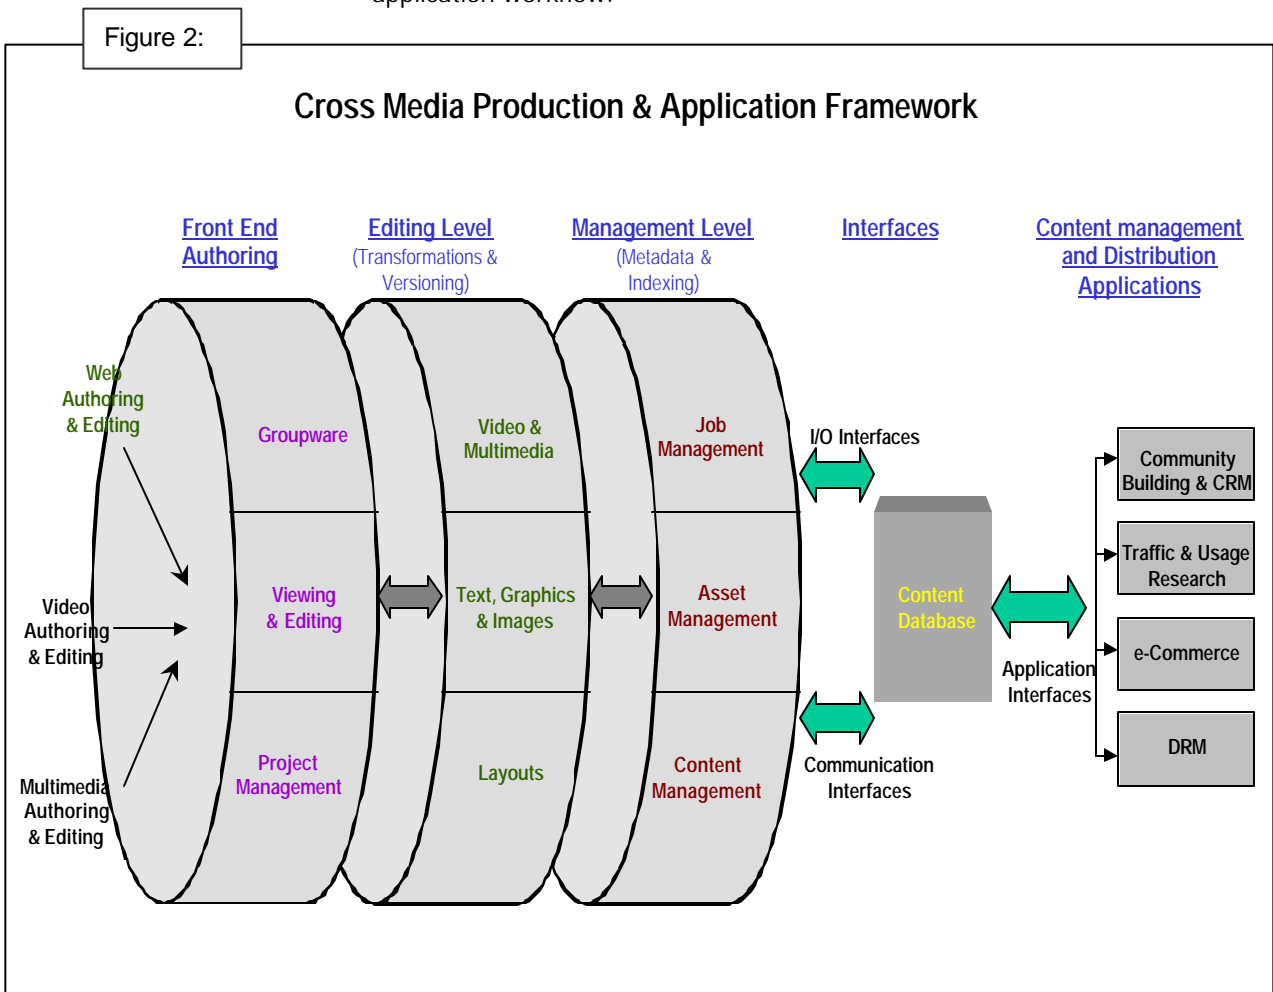 Figure 2:
Cross Media Production & Application Framework
Front End
Authoring
Editing Level
(Transformations &
Versioning)
Management Level
(Metadata &
Indexing)
Interfaces
Content management
and Distribution
Applications
Web
Authoring
& Editing
Video
Authoring
& Editing
Multimedia
Authoring
& Editing
Groupware
Viewing
& Editing
Project
Management
Video &
Multimedia
Text, Graphics
& Images
Layouts
Job
Management
Asset
Management
Content
Management
I/O Interfaces
Communication
Interfaces
Content
Database
Application
Interfaces
Community
Building & CRM
Traffic & Usage
Research
e-Commerce
DRM